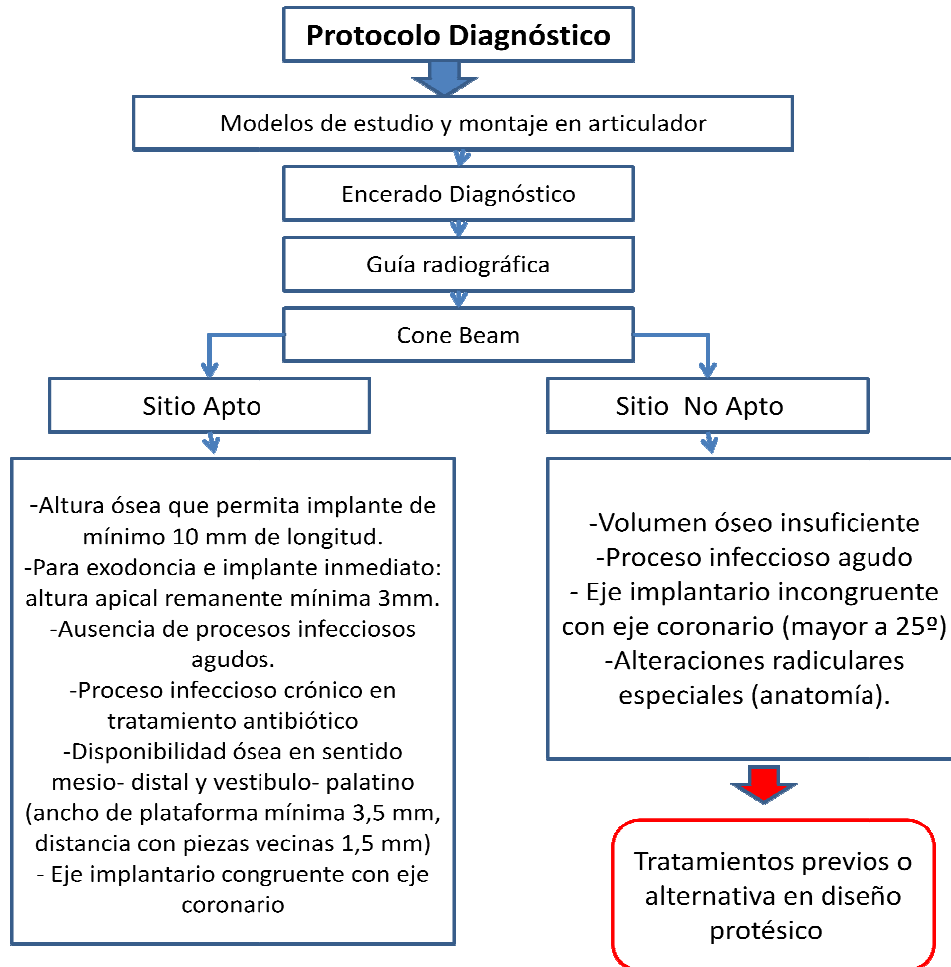 Protocolo Diagnóstico
Modelos de estudio y montaje en articulador
Encerado Diagnóstico
Guía radiográfica
Cone Beam
Sitio Apto
Sitio No Apto
-Altura ósea que permita implante de
mínimo 10 mm de longitud.
-Para exodoncia e implante inmediato:
altura apical remanente mínima 3mm.
-Ausencia de procesos infecciosos
agudos.
-Proceso infeccioso crónico en
tratamiento antibiótico
-Disponibilidad ósea en sentido
mesio- distal y vestibulo- palatino
(ancho de plataforma mínima 3,5 mm,
distancia con piezas vecinas 1,5 mm)
- Eje implantario congruente con eje
coronario
-Volumen óseo insuficiente
-Proceso infeccioso agudo
- Eje implantario incongruente
con eje coronario (mayor a 25º)
-Alteraciones radiculares
especiales (anatomía).
Tratamientos previos o
alternativa en diseño
protésico